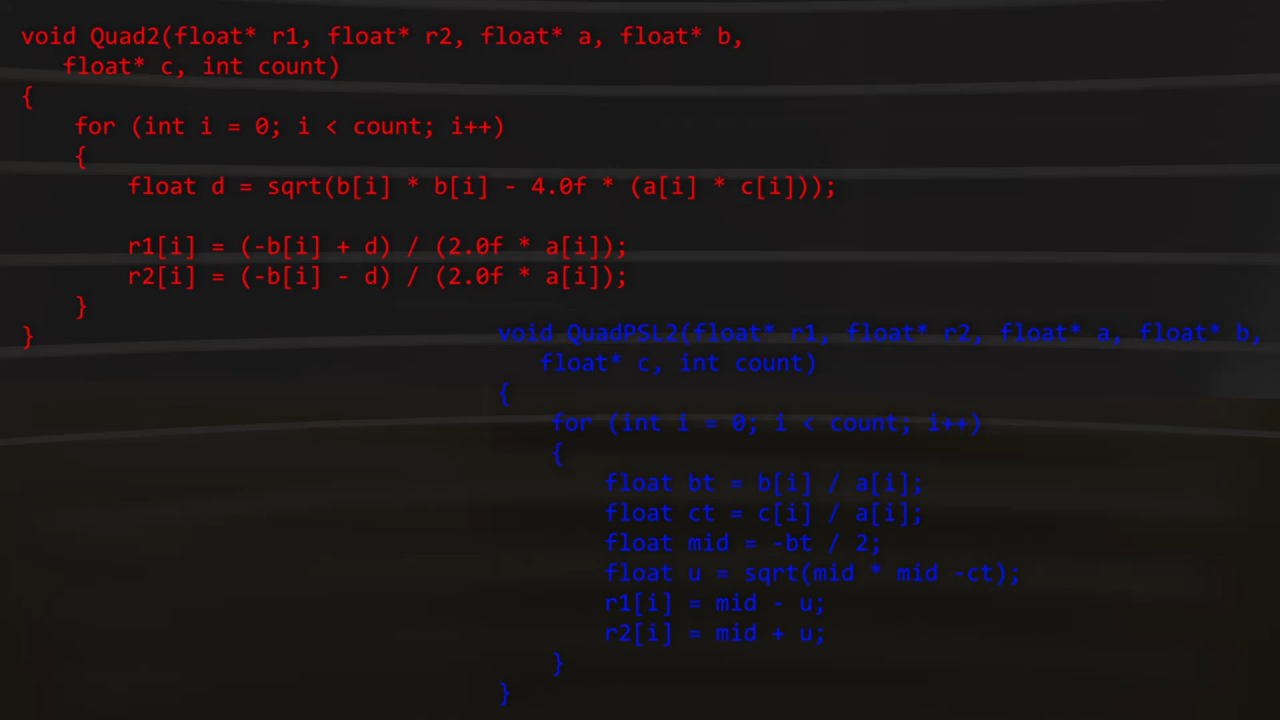 void Quad2(float* r1, float* r2, float* a, float* b,
   float* c, int count)
{
    for (int i = 0; i < count; i++)
    {
        float d = sqrt(b[i] * b[i] - 4.0f * (a[i] * c[i]));

        r1[i] = (-b[i] + d) / (2.0f * a[i]);
        r2[i] = (-b[i] - d) / (2.0f * a[i]);
    }
}
void QuadPSL2(float* r1, float* r2, float* a, float* b,
   float* c, int count)
{
    for (int i = 0; i < count; i++)
    {
        float bt = b[i] / a[i];
        float ct = c[i] / a[i];
        float mid = -bt / 2;
        float u = sqrt(mid * mid -ct);
        r1[i] = mid - u;
        r2[i] = mid + u;
    }
}